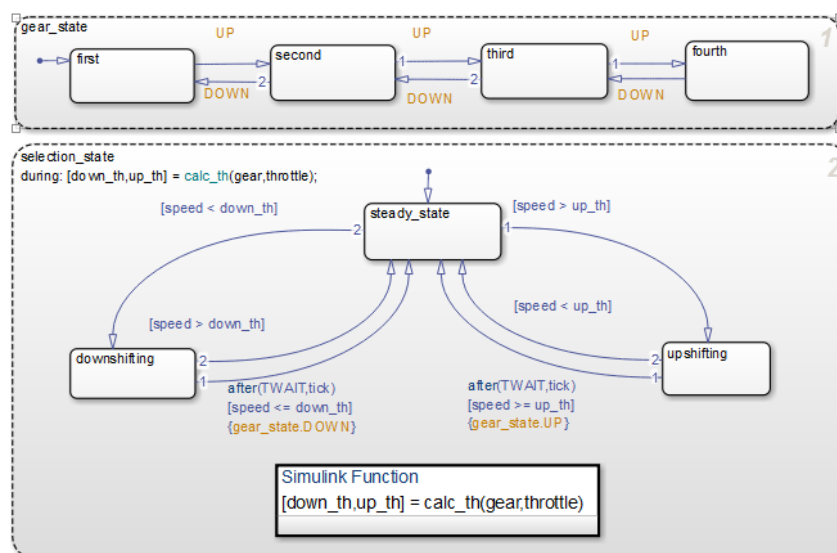 gear_state
1
UP
UP
UP
first
second
third
fourth
1
1
2
2
DOWN
DOWN
DOWN
selection_state
2
during: [down_th,up_th] = calc_th(gear,throttle);
[speed < down_th]
[speed > up_th]
steady_state
2
1
[speed > down_th]
[speed < up_th]
downshifting
upshifting
2
2
1
1
after(TWAIT,tick)
[speed <= down_th]
{gear_state.DOWN}
after(TWAIT,tick)
[speed >= up_th]
{gear_state.UP}
Simulink Function
[down_th,up_th] = calc_th(gear,throttle)